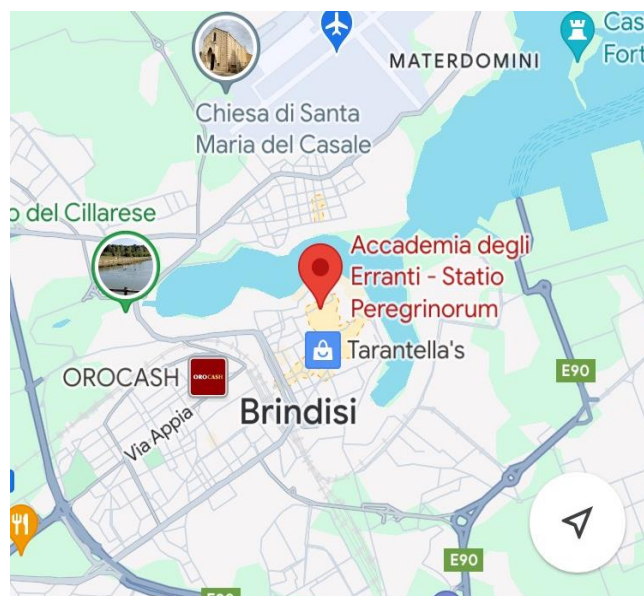 Cas
Fort
MATERDOMINI
Chiesa di Santa
Maria del Casale
o del Cillarese
Accademia degli
Erranti - Statio
Peregrinorum
Tarantella's
OROCASH
OROCASH
E90
Brindisi
Via Appia
E90